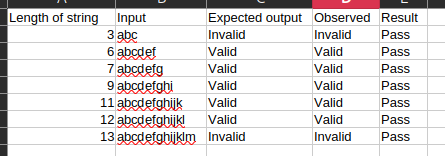 Length of string Input Expected output Observed Result
3 abc Invalid Invalid Pass
6 abcdef Valid Valid Pass
7 abcdefg Valid Valid Pass
9 abcdefghi Valid Valid Pass
11 abcdefghijk Valid Valid Pass
12 abcdefghijkl Valid Valid Pass
13 abcdefghijklm Invalid Invalid Pass